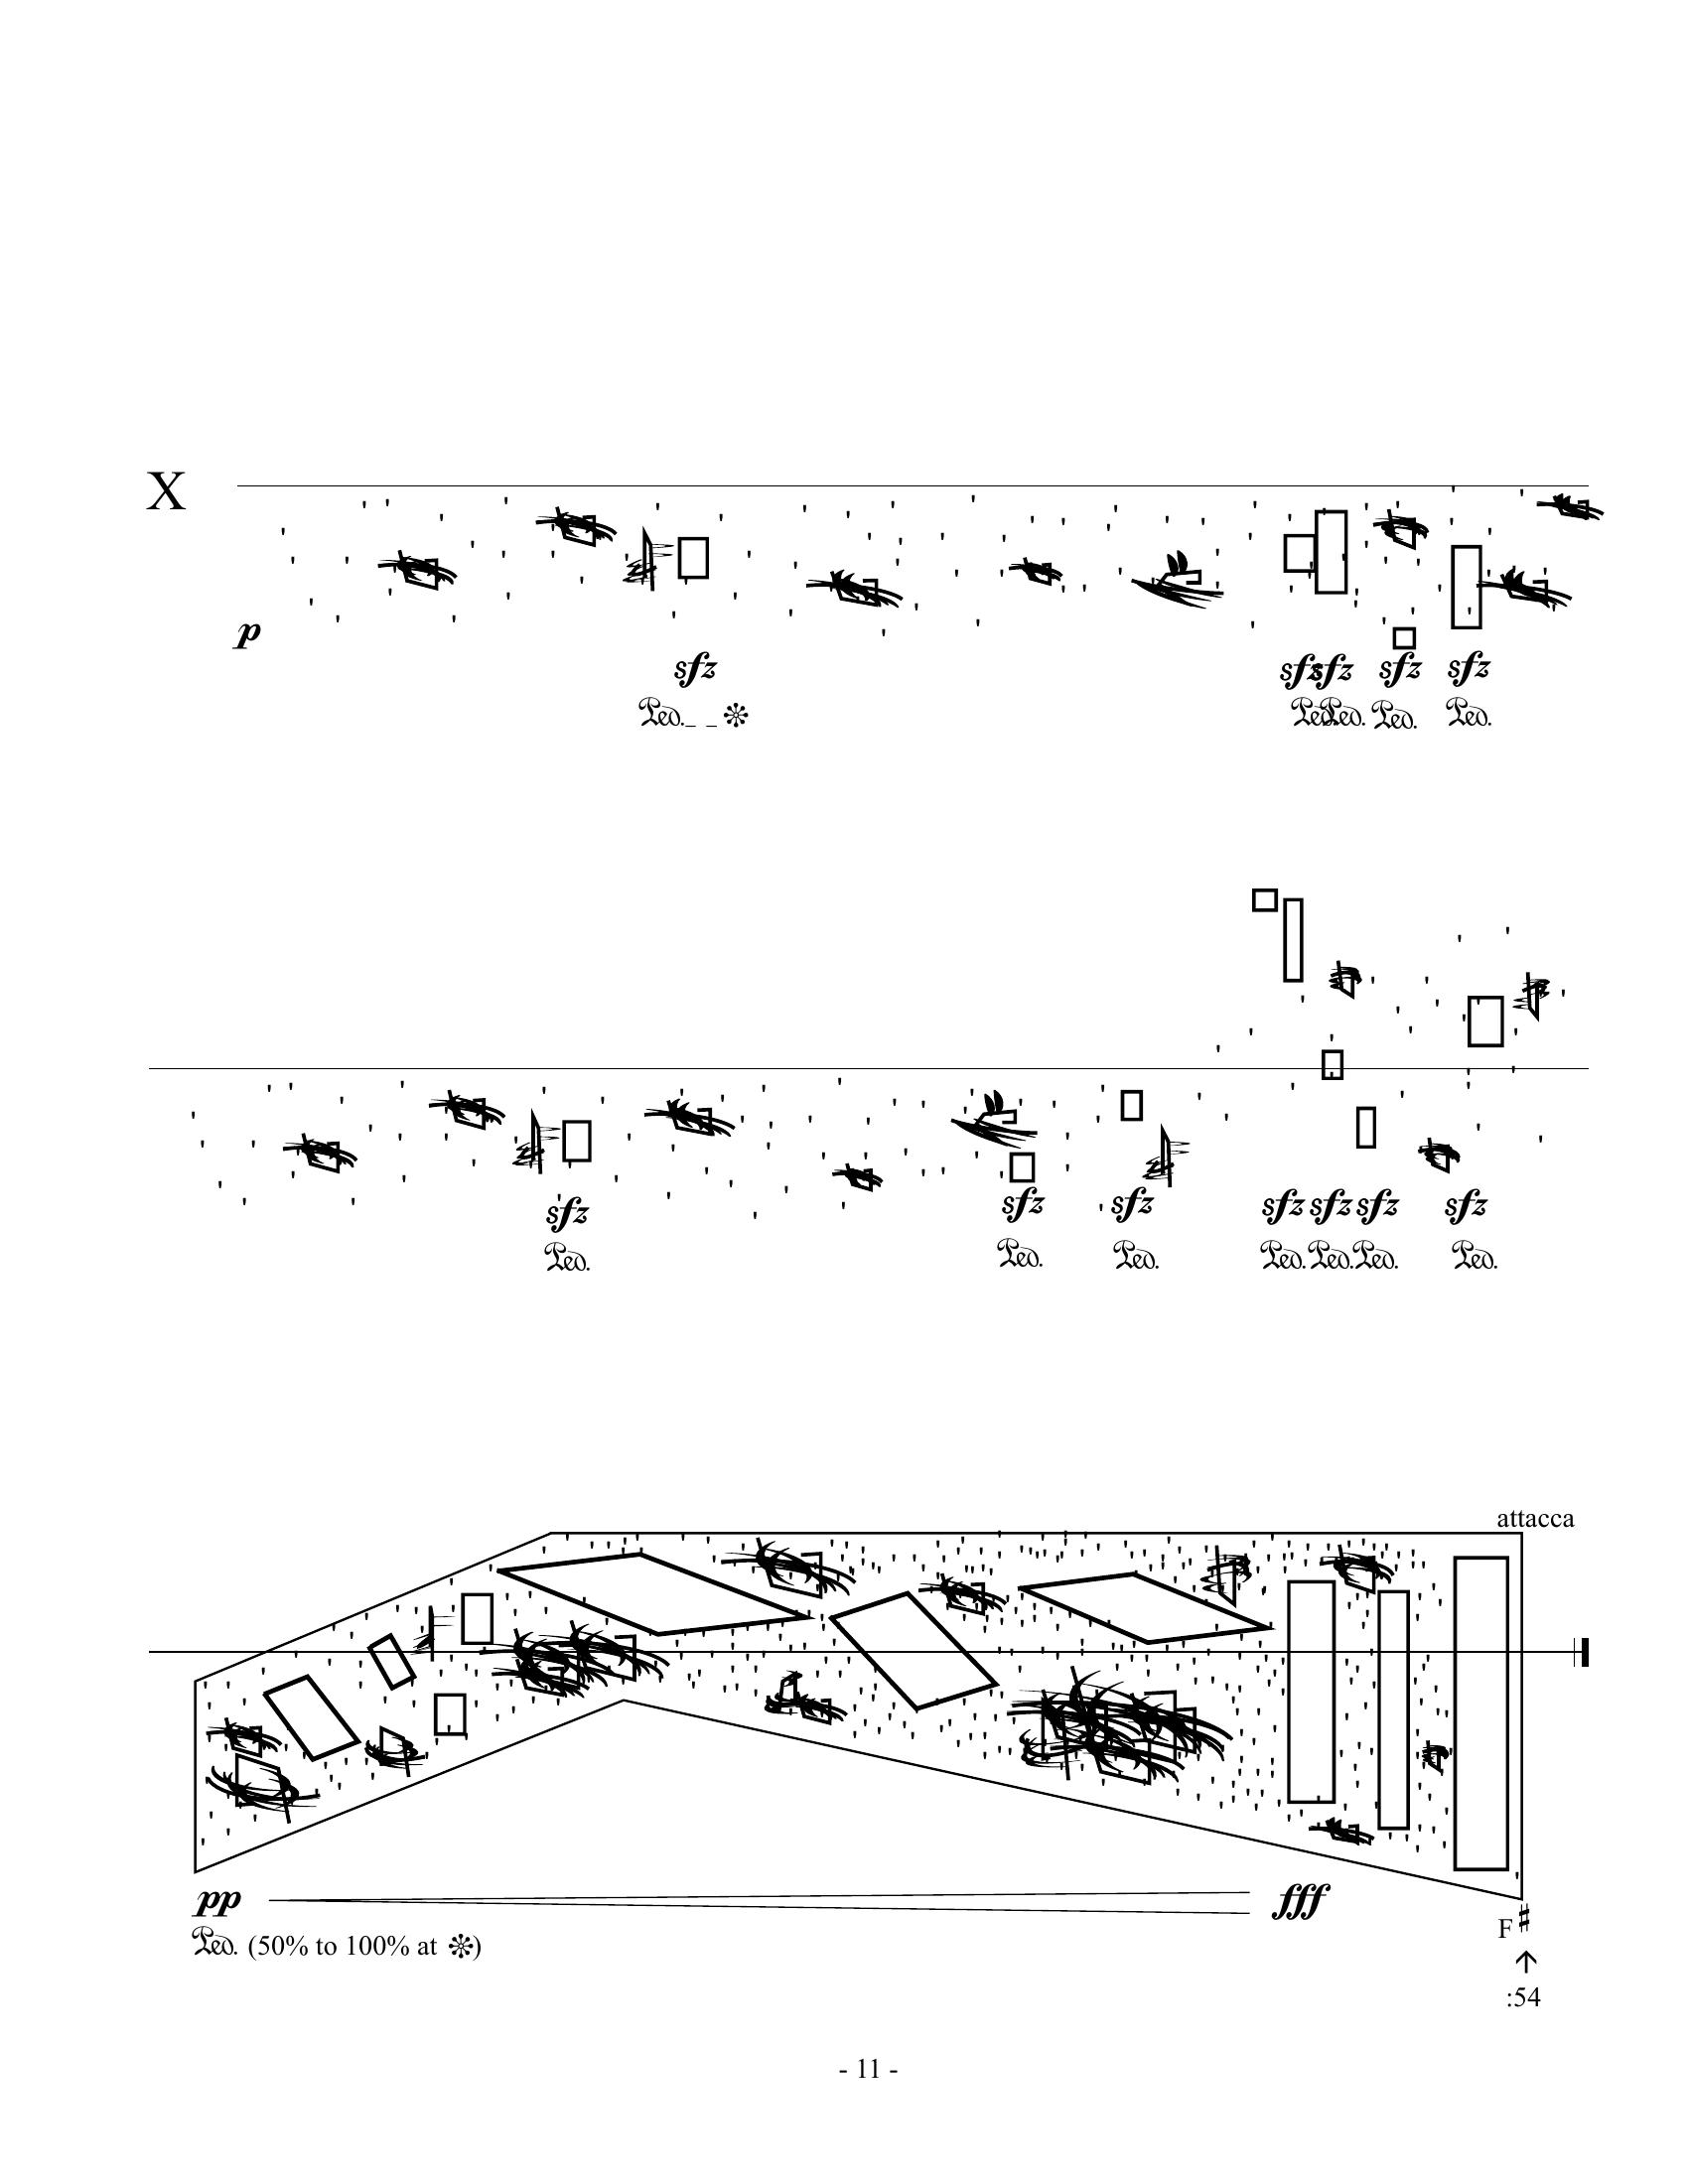 X
p
sfz sfz sfz sfz sfz
Ped. Ped. Ped. Ped. Ped.
sfz sfz sfz sfz sfz sfz sfz
Ped. Ped. Ped. Ped. Ped. Ped. Ped.
attacca
pp fff
Ped. (50% to 100% at *)
F♯
↑
:54
- 11 -